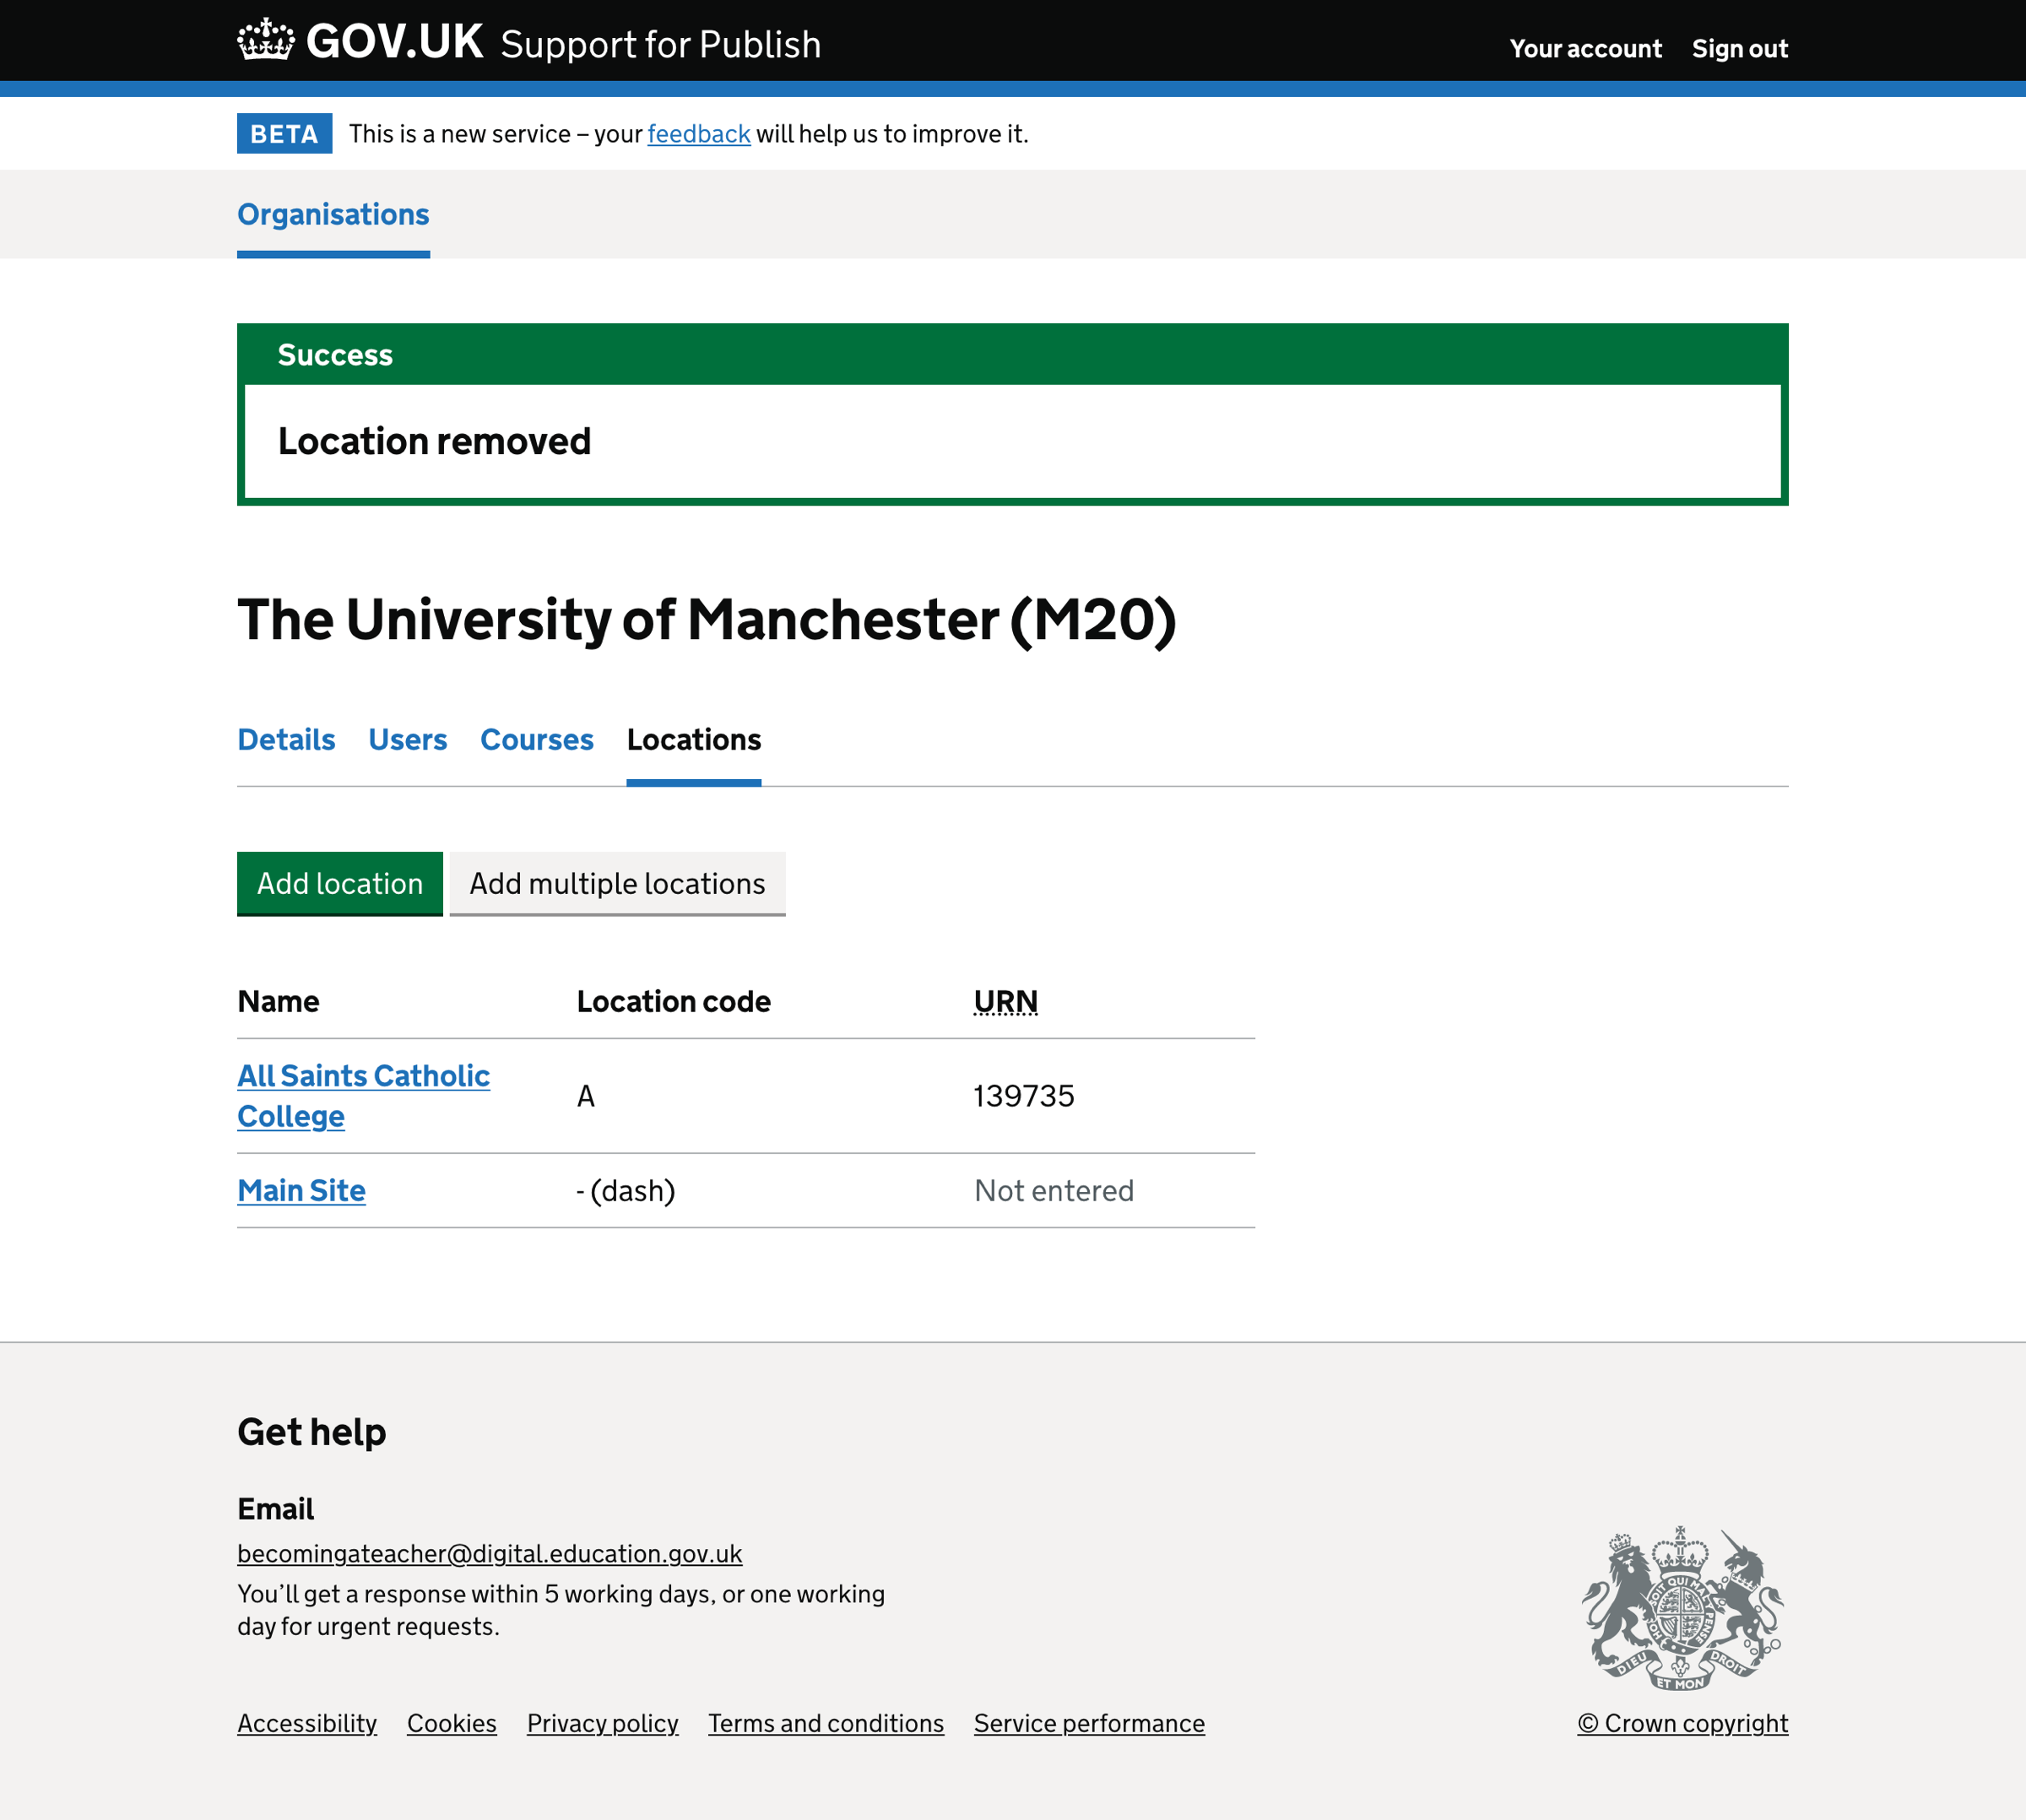 GOV.UK Support for Publish
Your account Sign out
BETA This is a new service – your feedback will help us to improve it.
Organisations
Success
Location removed
The University of Manchester (M20)
Details Users Courses Locations
Add location Add multiple locations
Name Location code URN
All Saints Catholic
College
A 139735
Main Site - (dash) Not entered
Get help
Email
becomingateacher@digital.education.gov.uk
You’ll get a response within 5 working days, or one working
day for urgent requests.
DIEU ET MON DROIT
Accessibility Cookies Privacy policy Terms and conditions Service performance
© Crown copyright